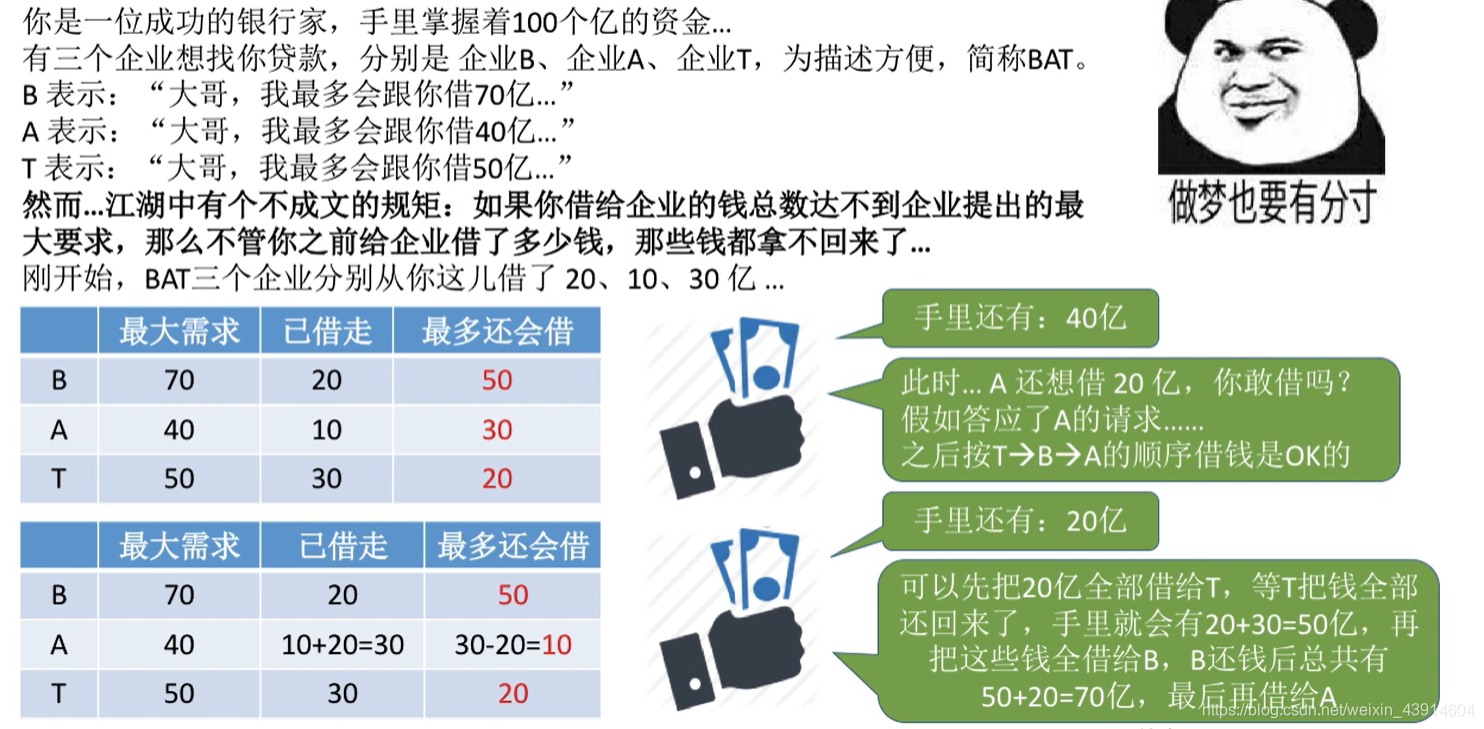 你是一位成功的银行家，手里掌握着100个亿的资金...
有三个企业想找你贷款，分别是 企业B、企业A、企业T，为描述方便，简称BAT。
B 表示：“大哥，我最多会跟你借70亿...”
A 表示：“大哥，我最多会跟你借40亿...”
T 表示：“大哥，我最多会跟你借50亿...”
然而...江湖中有个不成文的规矩：如果你借给企业的钱总数达不到企业提出的最
大要求，那么不管你之前给企业借了多少钱，那些钱都拿不回来了...
刚开始，BAT三个企业分别从你这儿借了 20、10、30 亿 ...
做梦也要有分寸
最大需求 已借走 最多还会借
B 70 20 50
A 40 10 30
T 50 30 20
手里还有：40亿
此时... A 还想借 20 亿，你敢借吗？
假如答应了A的请求......
之后按T→B→A的顺序借钱是OK的
最大需求 已借走 最多还会借
B 70 20 50
A 40 10+20=30 30-20=10
T 50 30 20
手里还有：20亿
可以先把20亿全部借给T，等T把钱全部
还回来了，手里就会有20+30=50亿，再
把这些钱全借给B，B还钱后总共有
50+20=70亿，最后再借给A
https://blog.csdn.net/weixin_43914604